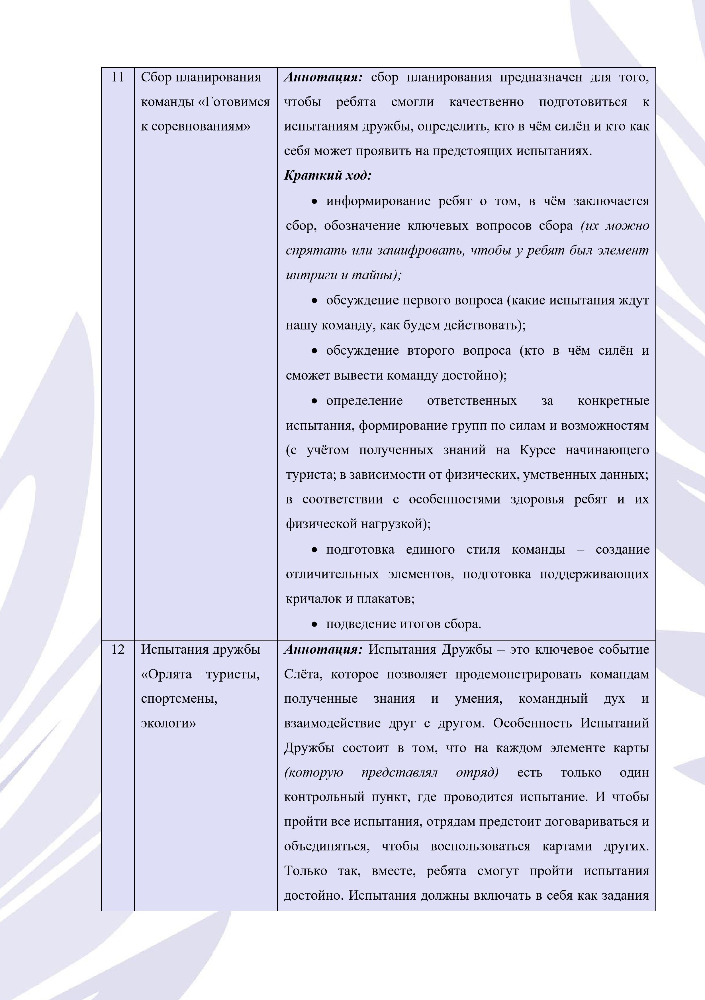 11
Сбор планирования
команды «Готовимся
к соревнованиям»
Аннотация: сбор планирования предназначен для того,
чтобы ребята смогли качественно подготовиться к
испытаниям дружбы, определить, кто в чём силён и кто как
себя может проявить на предстоящих испытаниях.
Краткий ход:
• информирование ребят о том, в чём заключается
сбор, обозначение ключевых вопросов сбора (их можно
спрятать или зашифровать, чтобы у ребят был элемент
интриги и тайны);
• обсуждение первого вопроса (какие испытания ждут
нашу команду, как будем действовать);
• обсуждение второго вопроса (кто в чём силён и
сможет вывести команду достойно);
• определение ответственных за конкретные
испытания, формирование групп по силам и возможностям
(с учётом полученных знаний на Курсе начинающего
туриста; в зависимости от физических, умственных данных;
в соответствии с особенностями здоровья ребят и их
физической нагрузкой);
• подготовка единого стиля команды – создание
отличительных элементов, подготовка поддерживающих
кричалок и плакатов;
• подведение итогов сбора.
12
Испытания дружбы
«Орлята – туристы,
спортсмены,
экологи»
Аннотация: Испытания Дружбы – это ключевое событие
Слёта, которое позволяет продемонстрировать командам
полученные знания и умения, командный дух и
взаимодействие друг с другом. Особенность Испытаний
Дружбы состоит в том, что на каждом элементе карты
(которую представлял отряд) есть только один
контрольный пункт, где проводится испытание. И чтобы
пройти все испытания, отрядам предстоит договариваться и
объединяться, чтобы воспользоваться картами других.
Только так, вместе, ребята смогут пройти испытания
достойно. Испытания должны включать в себя как задания